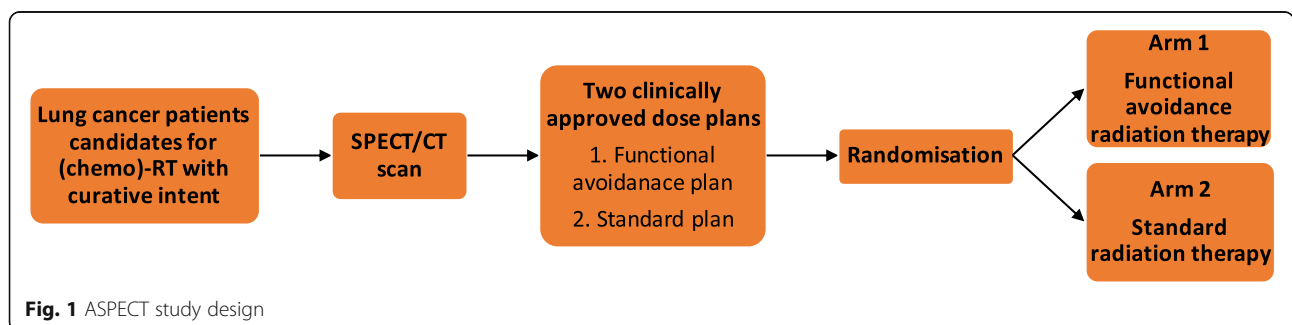 Lung cancer patients
candidates for
(chemo)-RT with
curative intent
SPECT/CT
scan
Two clinically
approved dose plans
1. Functional
avoidanace plan
2. Standard plan
Randomisation
Arm 1
Functional
avoidance
radiation therapy
Arm 2
Standard
radiation therapy
Fig. 1 ASPECT study design